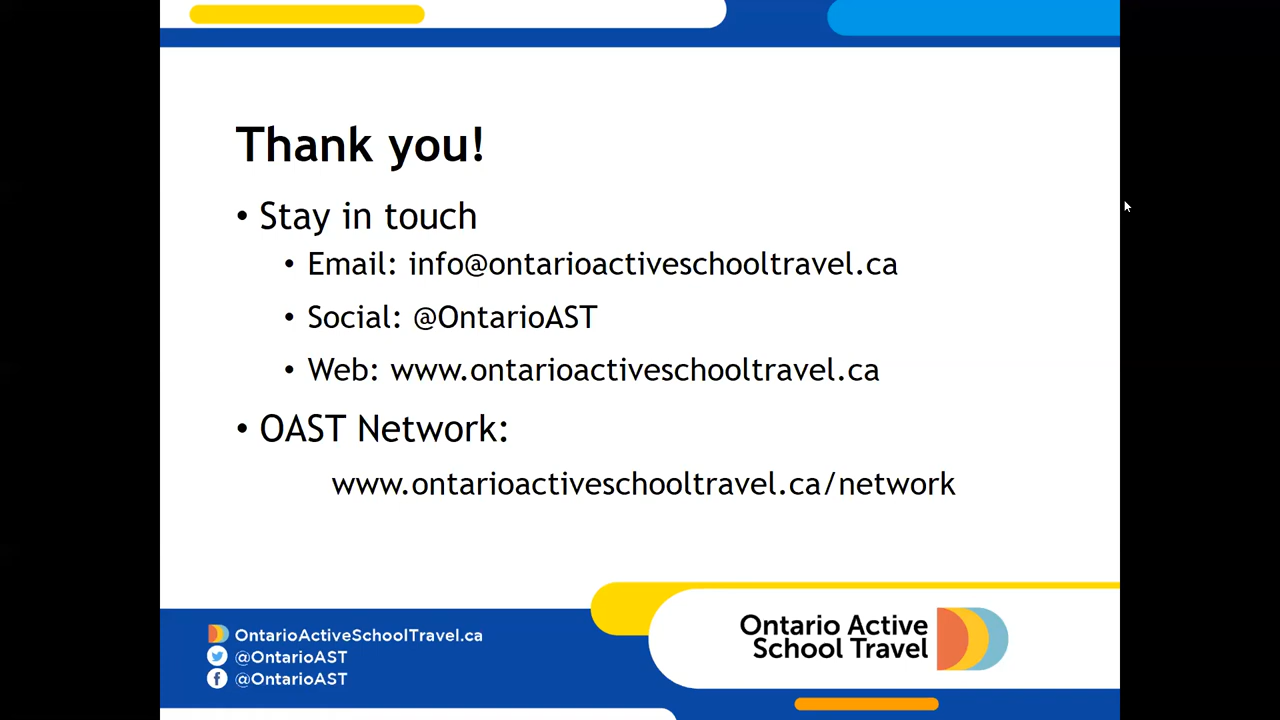 Thank you!
• Stay in touch
• Email: info@ontarioactiveschooltravel.ca
• Social: @OntarioAST
• Web: www.ontarioactiveschooltravel.ca
• OAST Network:
www.ontarioactiveschooltravel.ca/network
OntarioActiveSchoolTravel.ca
@OntarioAST
@OntarioAST
Ontario Active
School Travel